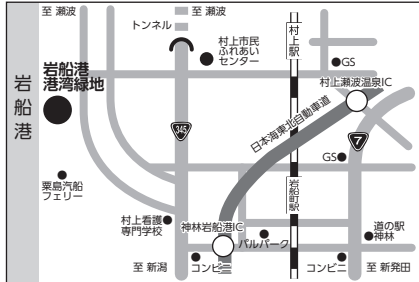 至 瀬波
至 瀬波
トンネル
村上市民
ふれあい
センター
村上駅
GS
岩船港
港湾緑地
村上瀬波温泉IC
岩船港
345
日本海東北自動車道
7
GS
粟島汽船
フェリー
岩船町駅
村上看護
専門学校
神林岩船港IC
パルパーク
道の駅
神林
至 新潟
コンビニ
コンビニ
至 新発田